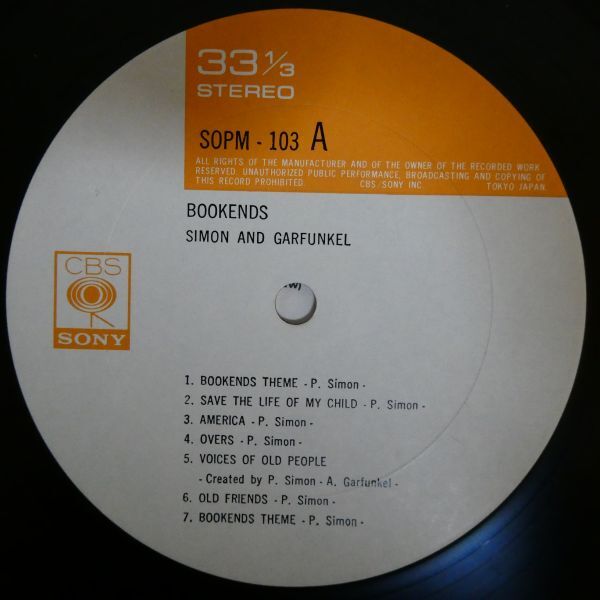 33 1/3
STEREO
SOPM - 103 A
ALL RIGHTS OF THE MANUFACTURER AND OF THE OWNER OF THE RECORDED WORK
RESERVED. UNAUTHORIZED PUBLIC PERFORMANCE, BROADCASTING AND COPYING OF
THIS RECORD PROHIBITED. CBS/SONY INC. TOKYO JAPAN.
BOOKENDS
SIMON AND GARFUNKEL
CBS
SONY
1. BOOKENDS THEME - P. Simon -
2. SAVE THE LIFE OF MY CHILD - P. Simon -
3. AMERICA - P. Simon -
4. OVERS - P. Simon -
5. VOICES OF OLD PEOPLE
- Created by P. Simon - A. Garfunkel -
6. OLD FRIENDS - P. Simon -
7. BOOKENDS THEME - P. Simon -